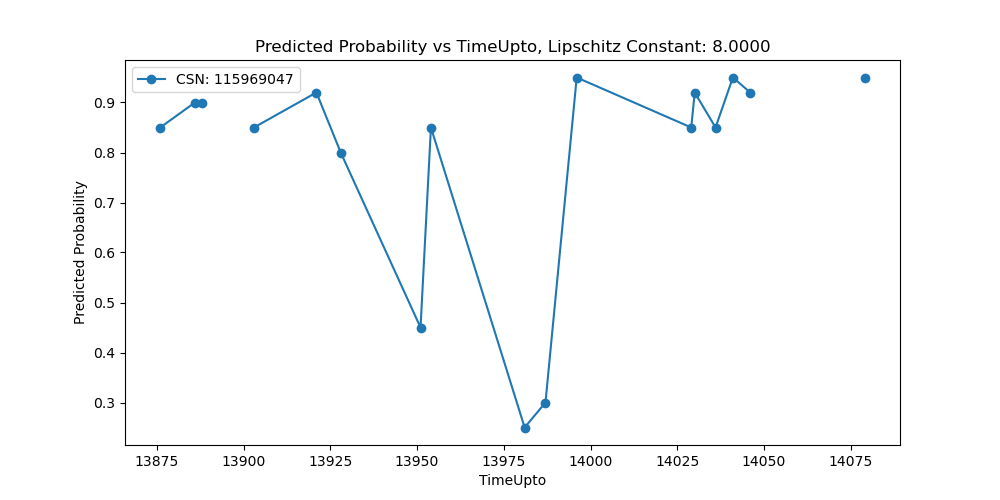 Predicted Probability vs TimeUpto, Lipschitz Constant: 8.0000
CSN: 115969047
Predicted Probability
0.9
0.8
0.7
0.6
0.5
0.4
0.3
13875 13900 13925 13950 13975 14000 14025 14050 14075
TimeUpto